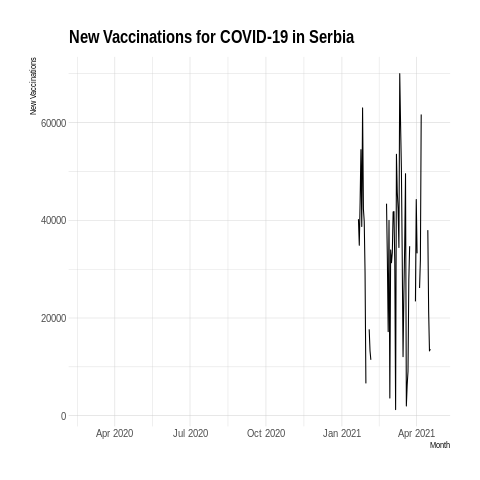 New Vaccinations for COVID-19 in Serbia
New Vaccinations
60000
40000
20000
0
Apr 2020 Jul 2020 Oct 2020 Jan 2021 Apr 2021
Month